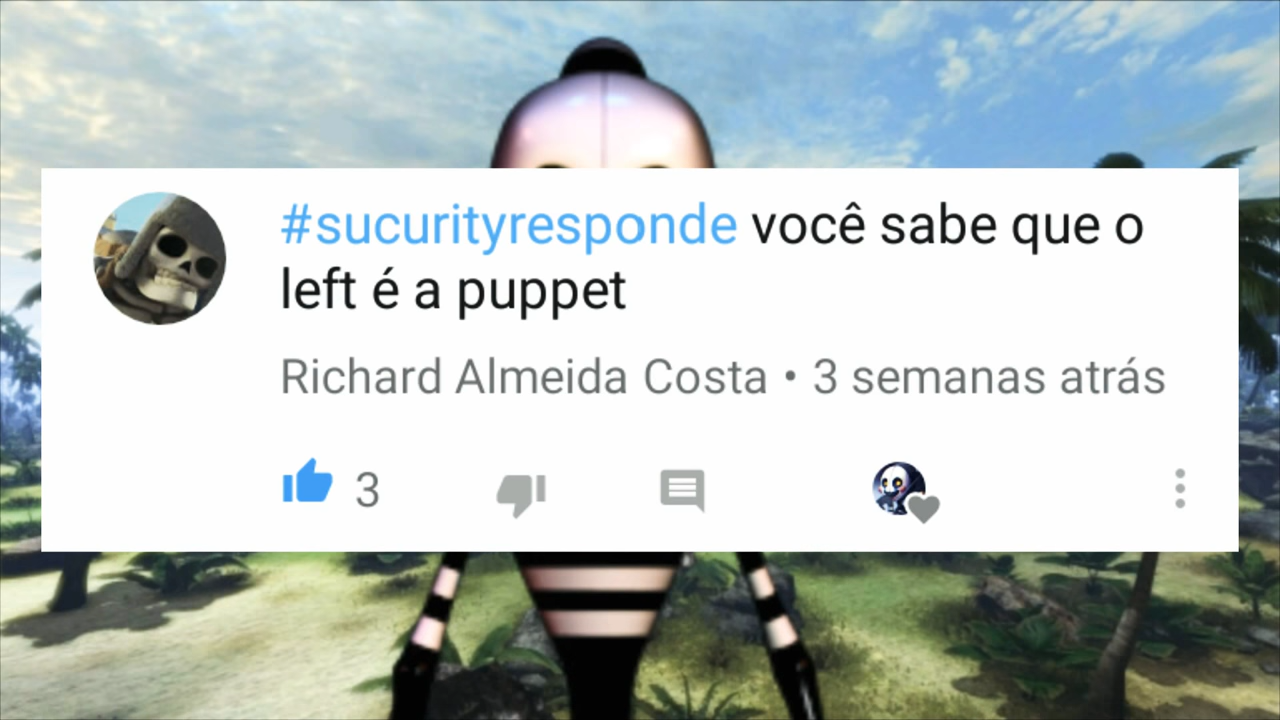 #sucurityresponde você sabe que o
left é a puppet
Richard Almeida Costa • 3 semanas atrás
3